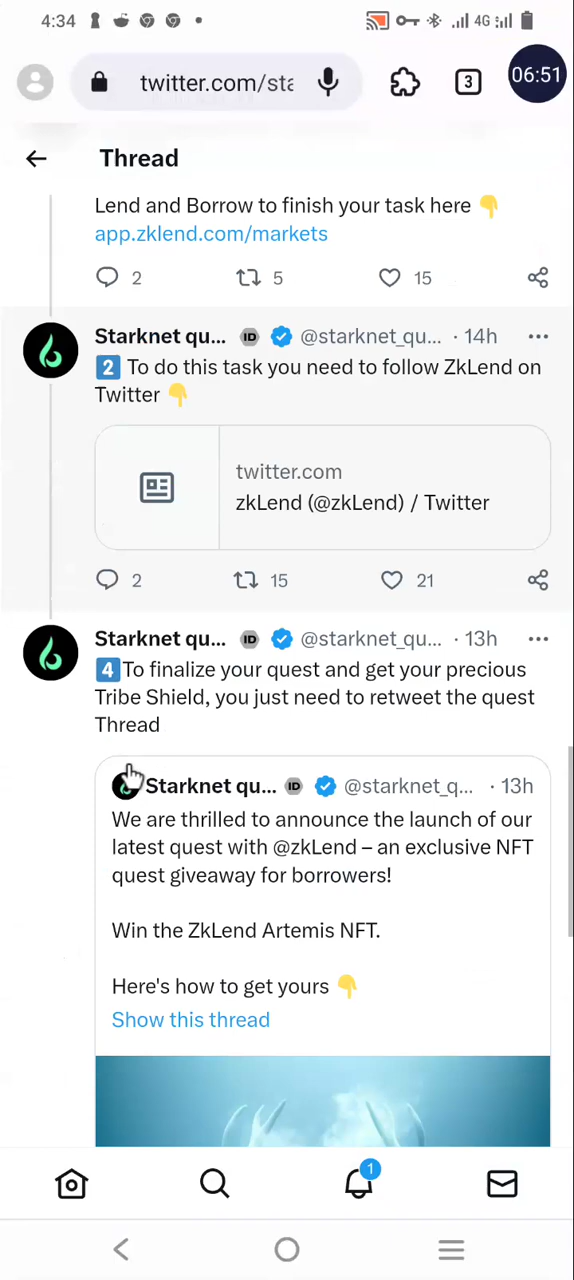 4:34
4G
06:51
twitter.com/sta
3
Thread
Lend and Borrow to finish your task here 👇
app.zklend.com/markets
2 5 15
Starknet qu... ID @starknet_qu... · 14h
2 To do this task you need to follow ZkLend on
Twitter 👇
twitter.com
zkLend (@zkLend) / Twitter
2 15 21
Starknet qu... ID @starknet_qu... · 13h
4 To finalize your quest and get your precious
Tribe Shield, you just need to retweet the quest
Thread
Starknet qu... ID @starknet_q... · 13h
We are thrilled to announce the launch of our
latest quest with @zkLend – an exclusive NFT
quest giveaway for borrowers!
Win the ZkLend Artemis NFT.
Here's how to get yours 👇
Show this thread
1